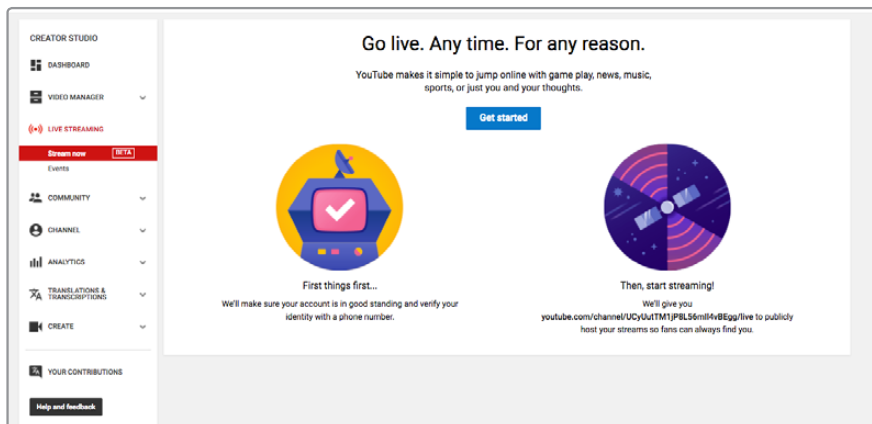 CREATOR STUDIO
DASHBOARD
VIDEO MANAGER
LIVE STREAMING
Stream now BETA
Events
COMMUNITY
CHANNEL
ANALYTICS
TRANSLATIONS &
TRANSCRIPTIONS
CREATE
YOUR CONTRIBUTIONS
Help and feedback
Go live. Any time. For any reason.
YouTube makes it simple to jump online with game play, news, music,
sports, or just you and your thoughts.
Get started
First things first...
We'll make sure your account is in good standing and verify your
identity with a phone number.
Then, start streaming!
We'll give you
youtube.com/channel/UCyUutTM1jP8L56mll4vBEgg/live to publicly
host your streams so fans can always find you.